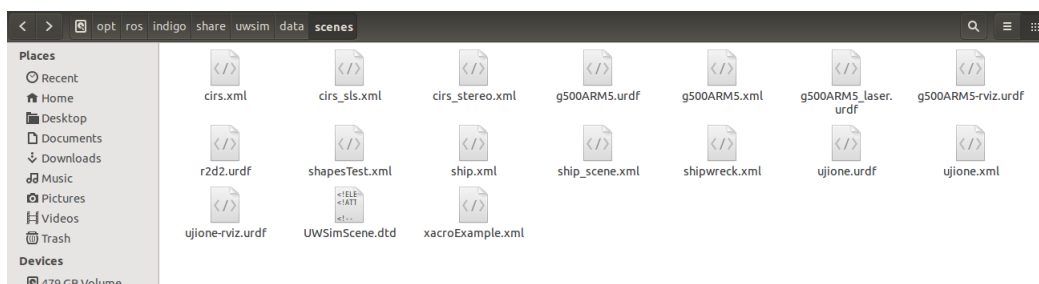 opt ros indigo share uwsim data scenes
Places
Recent
Home
Desktop
Documents
Downloads
Music
Pictures
Videos
Trash
Devices
479 GB Volume
cirs.xml cirs_sls.xml cirs_stereo.xml g500ARM5.urdf g500ARM5.xml g500ARM5_laser. g500ARM5-rviz.urdf
urdf
r2d2.urdf shapesTest.xml ship.xml ship_scene.xml shipwreck.xml ujione.urdf ujione.xml
<!ELE
<!ATT
<!--
ujione-rviz.urdf UWSimScene.dtd xacroExample.xml